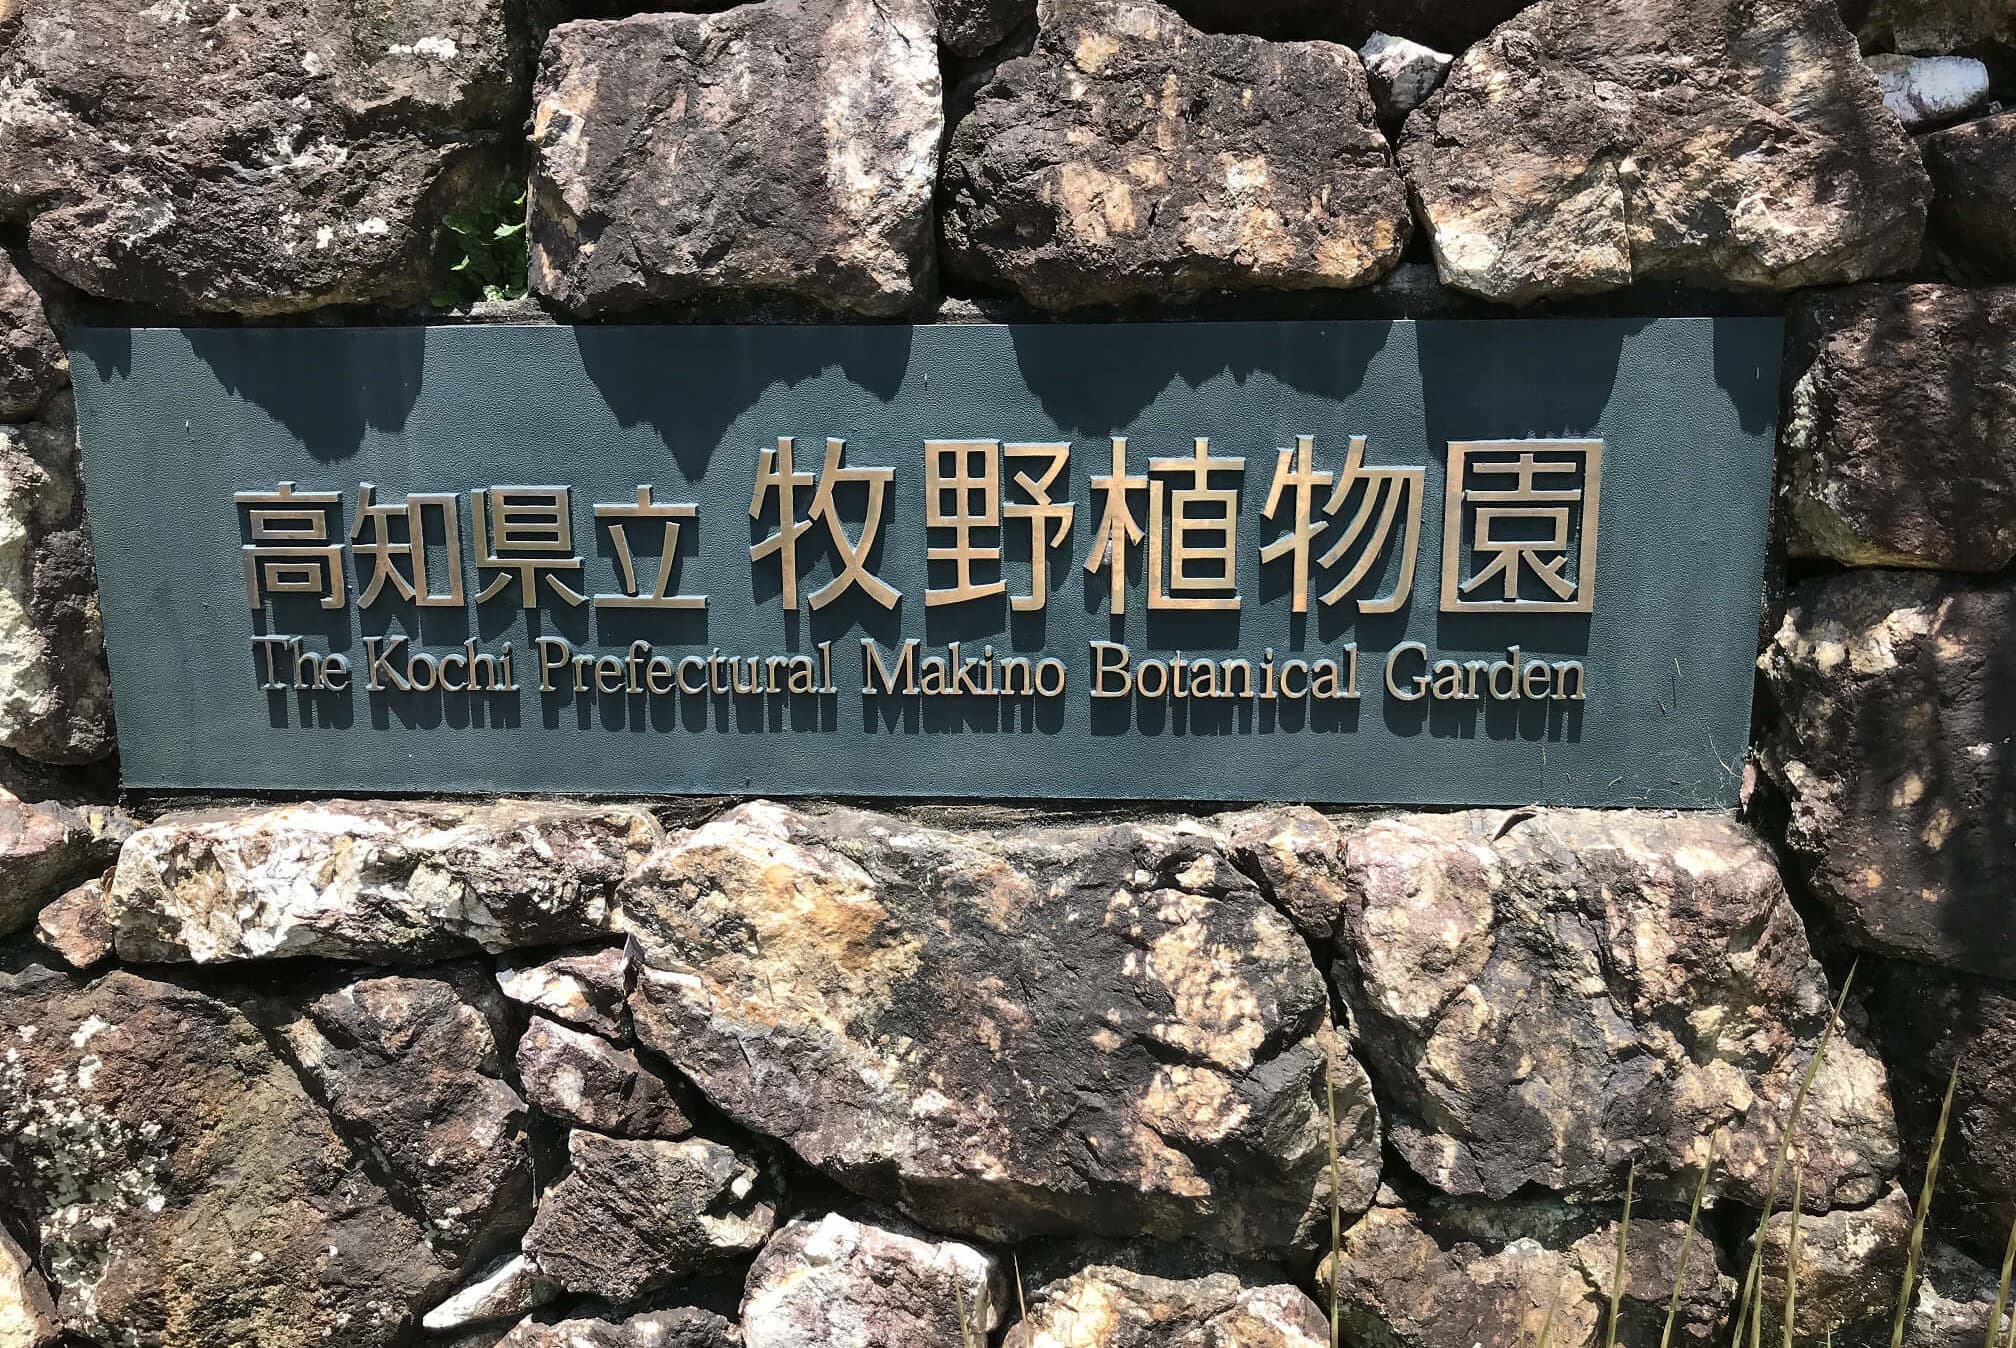 高知県立 牧野植物園
The Kochi Prefectural Makino Botanical Garden